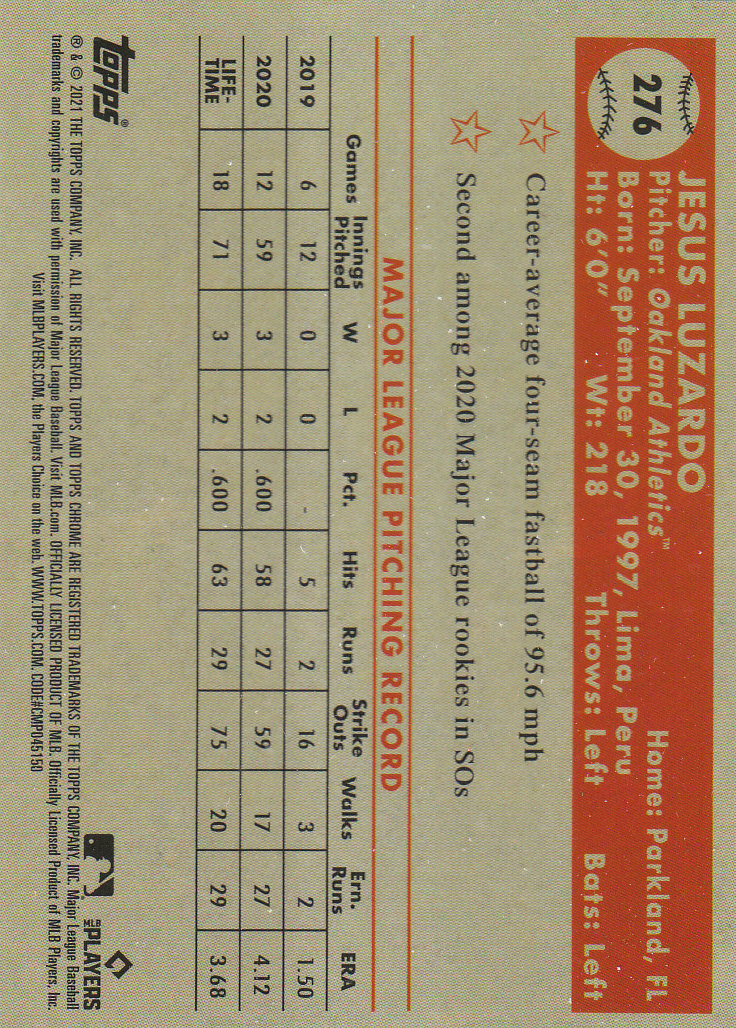 276
JESUS LUZARDO
Pitcher: Oakland Athletics™ Home: Parkland, FL
Born: September 30, 1997, Lima, Peru
Ht: 6'0" Wt: 218 Throws: Left Bats: Left
Career-average four-seam fastball of 95.6 mph
Second among 2020 Major League rookies in SOs
MAJOR LEAGUE PITCHING RECORD
Games Innings Pitched W L Pct. Hits Runs Strike Outs Walks Ern. Runs ERA
2019 6 12 0 0 - 5 2 16 3 2 1.50
2020 12 59 3 2 .600 58 27 59 17 27 4.12
LIFE-TIME 18 71 3 2 .600 63 29 75 20 29 3.68
topps®
MLB PLAYERS
® & © 2021 THE TOPPS COMPANY, INC. ALL RIGHTS RESERVED. TOPPS AND TOPPS CHROME ARE REGISTERED TRADEMARKS OF THE TOPPS COMPANY, INC. Major League Baseball
trademarks and copyrights are used with permission of Major League Baseball. Visit MLB.com. OFFICIALLY LICENSED PRODUCT OF MLB. Officially Licensed Product of MLB Players, Inc.
Visit MLBPLAYERS.COM, the Players Choice on the web. WWW.TOPPS.COM. CODE#CMP045150